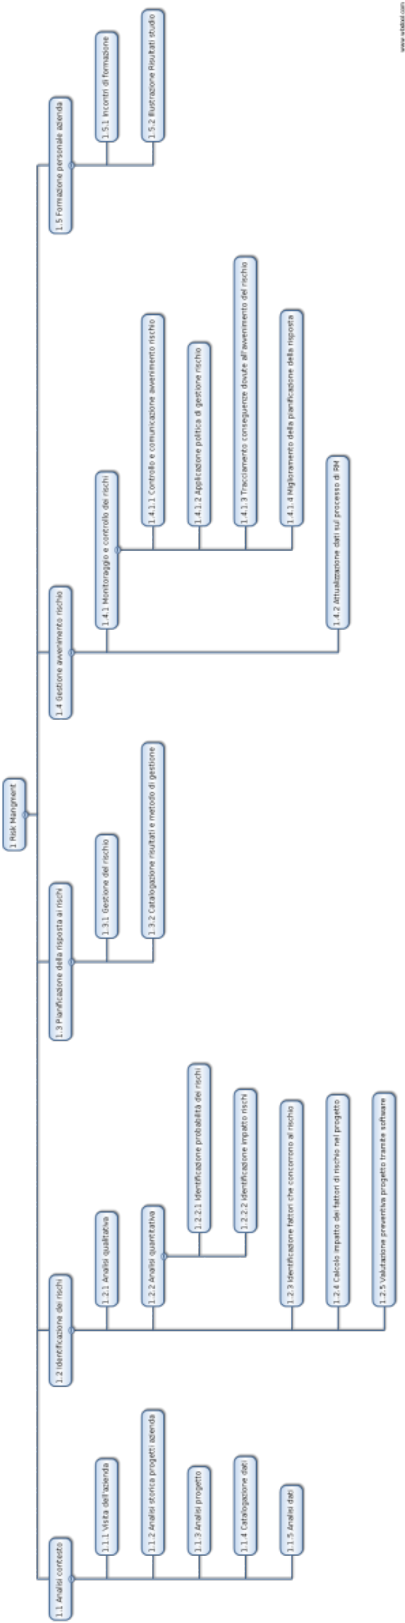 1 Risk Mangment
1.1 Analisi contesto
1.1.1 Visita dell'azienda
1.1.2 Analisi storica progetti azienda
1.1.3 Analisi progetto
1.1.4 Catalogazione dati
1.1.5 Analisi dati
1.2 Identificazione dei rischi
1.2.1 Analisi qualitativa
1.2.2 Analisi quantitativa
1.2.2.1 Identificazione probabilità dei rischi
1.2.2.2 Identificazione impatto rischi
1.2.3 Identificazione fattori che concorrono al rischio
1.2.4 Calcolo impatto dei fattori di rischio nel progetto
1.2.5 Valutazione preventiva progetto tramite software
1.3 Pianificazione della risposta ai rischi
1.3.1 Gestione del rischio
1.3.2 Catalogazione risultati e metodo di gestione
1.4 Gestione avvenimento rischio
1.4.1 Monitoraggio e controllo dei rischi
1.4.1.1 Controllo e comunicazione avvenimento rischio
1.4.1.2 Applicazione politica di gestione rischio
1.4.1.3 Tracciamento conseguenze dovute all'avvenimento del rischio
1.4.1.4 Miglioramento della pianificazione della risposta
1.4.2 Attualizzazione dati sul processo di RM
1.5 Formazione personale azienda
1.5.1 Incontri di formazione
1.5.2 Illustrazione Risultati studio